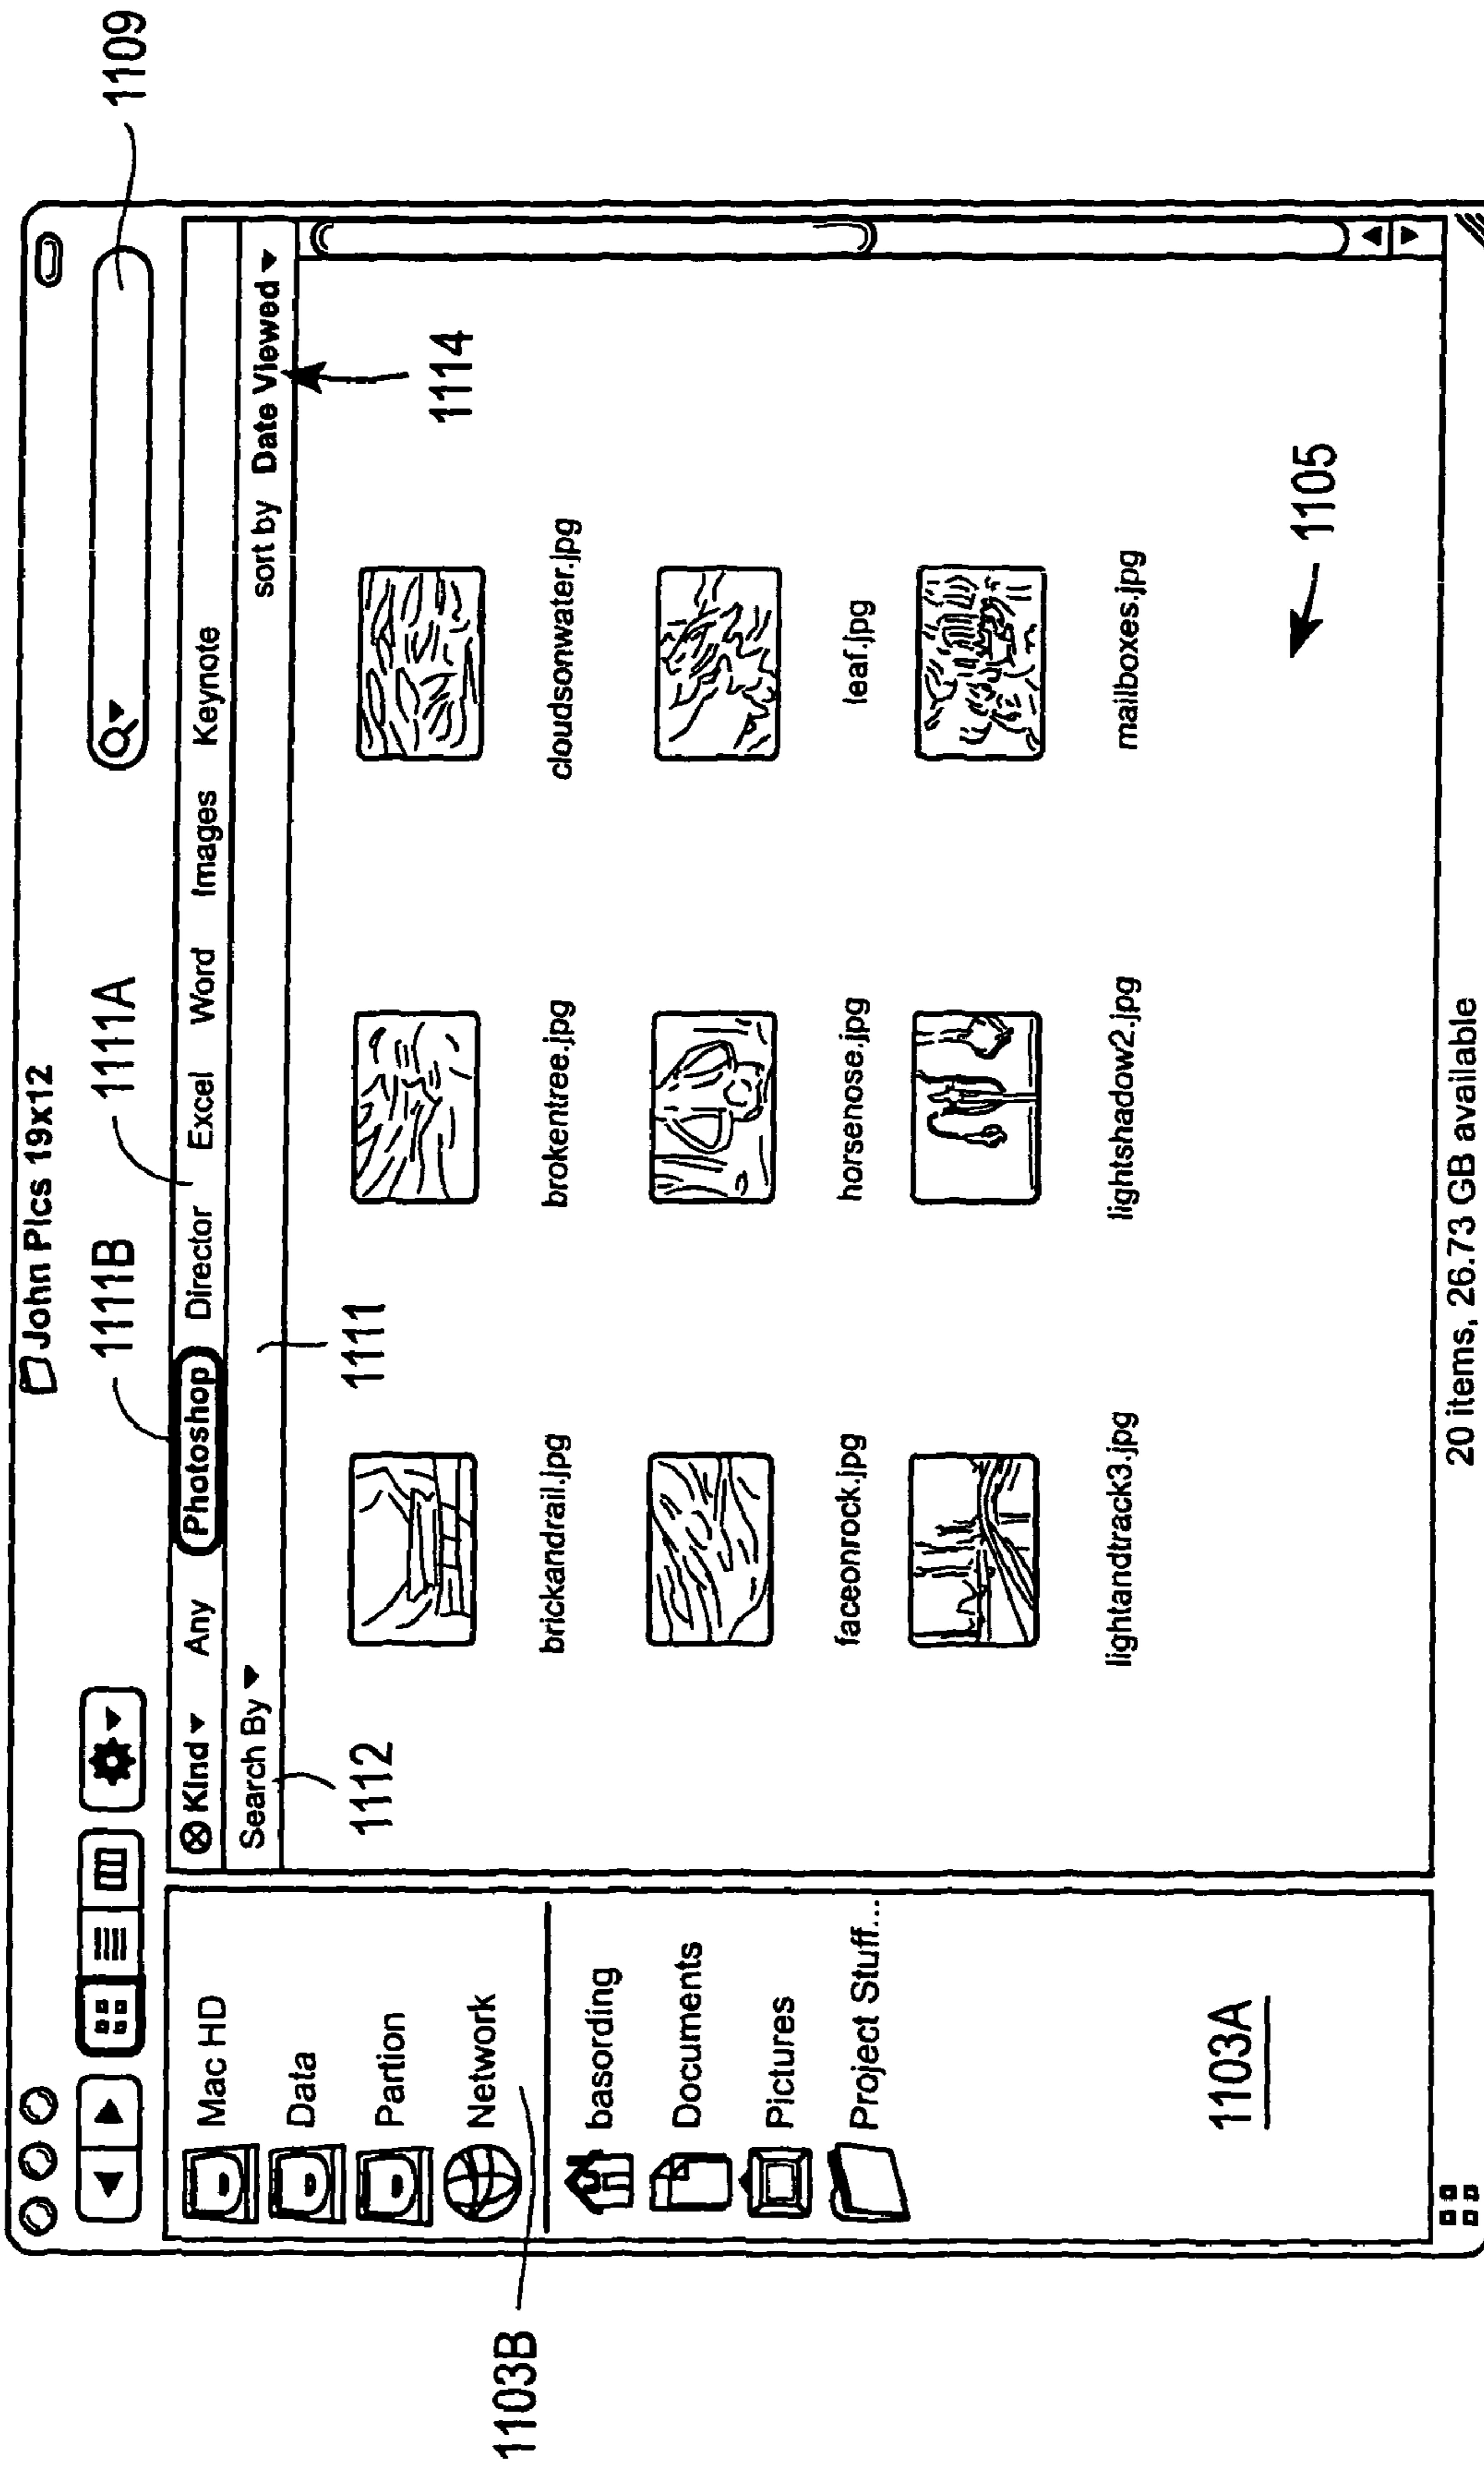 John Pics 19x12
1109
1111B
1111A
Kind Any Photoshop Director Excel Word Images Keynote
Search By
sort by Date Viewed
1112
1111
1114
Mac HD
Data
Partion
Network
1103B
basording
Documents
Pictures
Project Stuff...
1103A
brickandrail.jpg
brokentree.jpg
cloudsonwater.jpg
faceonrock.jpg
horsenose.jpg
leaf.jpg
lightandtrack3.jpg
lightshadow2.jpg
mailboxes.jpg
1105
20 items, 26.73 GB available